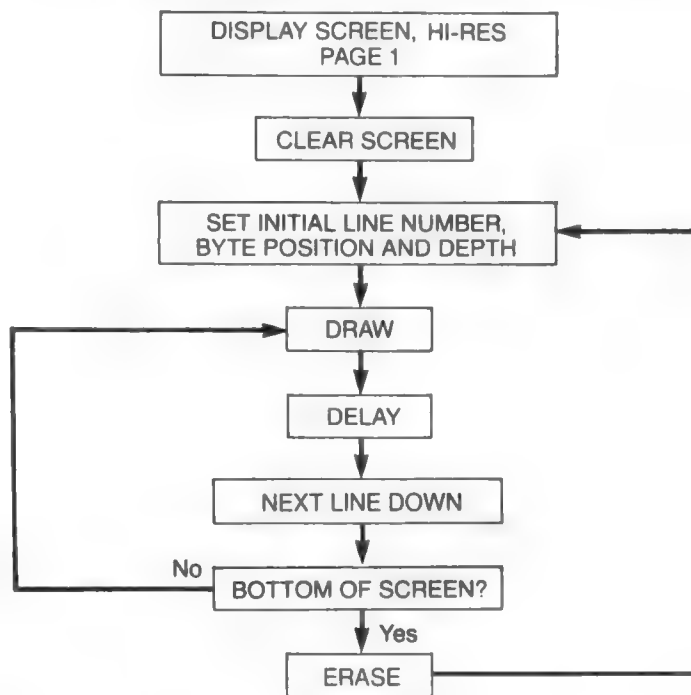 DISPLAY SCREEN, HI-RES
PAGE 1
CLEAR SCREEN
SET INITIAL LINE NUMBER,
BYTE POSITION AND DEPTH
DRAW
DELAY
NEXT LINE DOWN
No
BOTTOM OF SCREEN?
Yes
ERASE